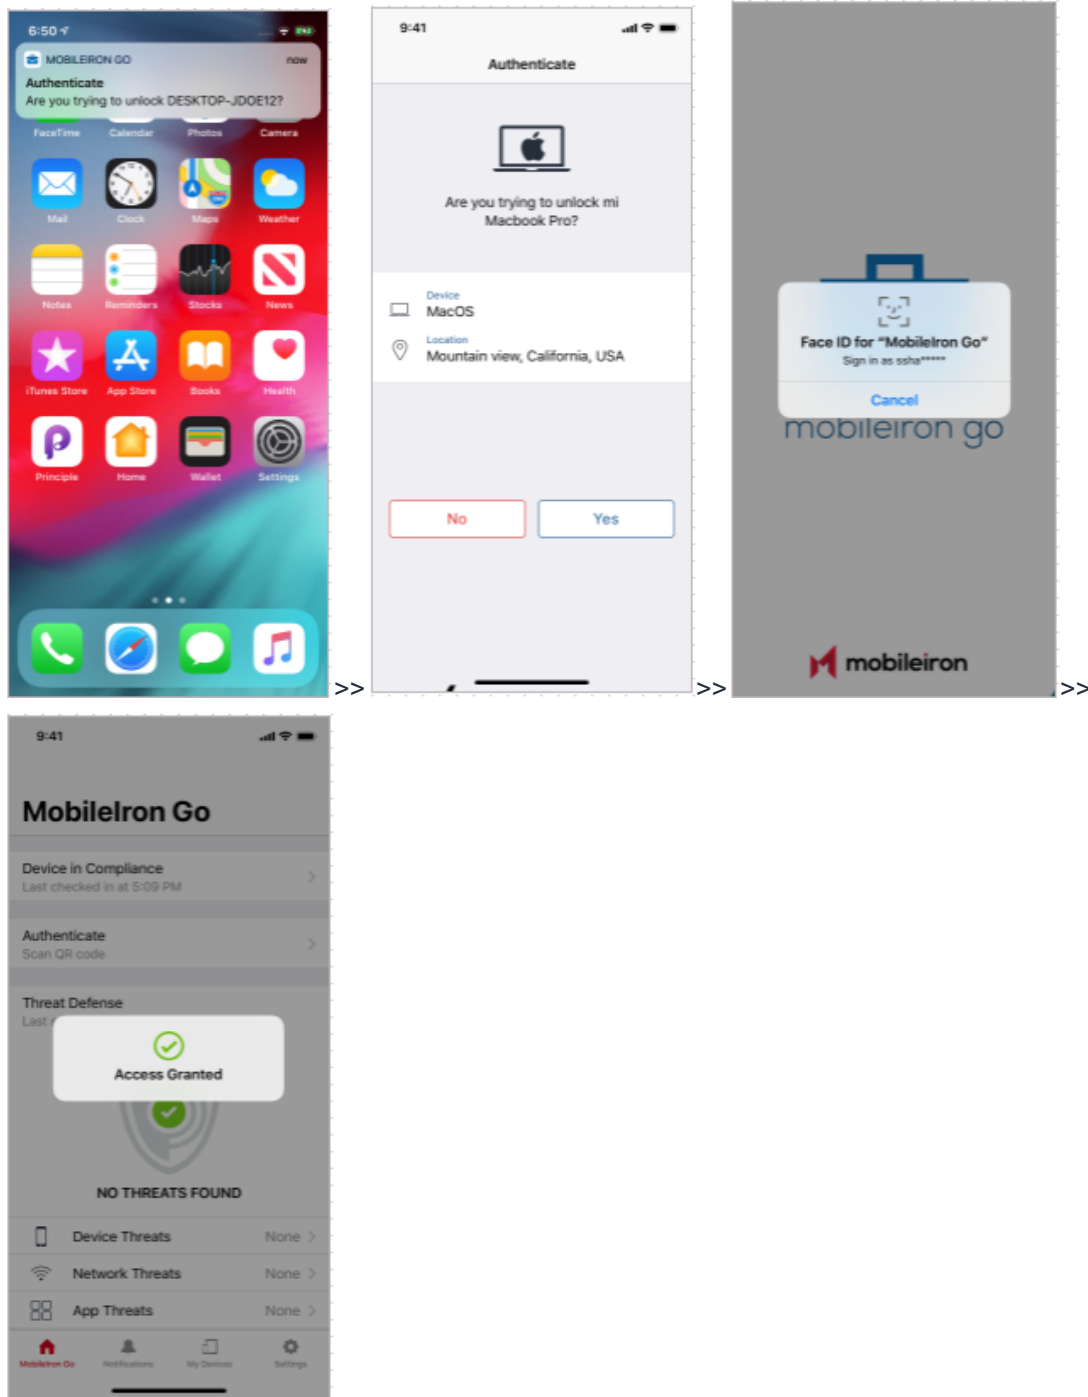 6:50
MOBILEIRON GO
now
Authenticate
Are you trying to unlock DESKTOP-JDOE12?
FaceTime
Calendar
Photos
Camera
Mail
Clock
Maps
Weather
Notes
Reminders
Stocks
News
iTunes Store
App Store
Books
Health
Principle
Home
Wallet
Settings
>>
9:41
Authenticate
Are you trying to unlock mi
Macbook Pro?
Device
MacOS
Location
Mountain view, California, USA
No
Yes
>>
Face ID for "MobileIron Go"
Sign in as ssha*****
Cancel
mobileiron go
mobileiron
>>
9:41
MobileIron Go
Device in Compliance
Last checked in at 5:09 PM
Authenticate
Scan QR code
Threat Defense
Last
Access Granted
NO THREATS FOUND
Device Threats
None
Network Threats
None
App Threats
None
MobileIron Go
Notifications
My Devices
Settings